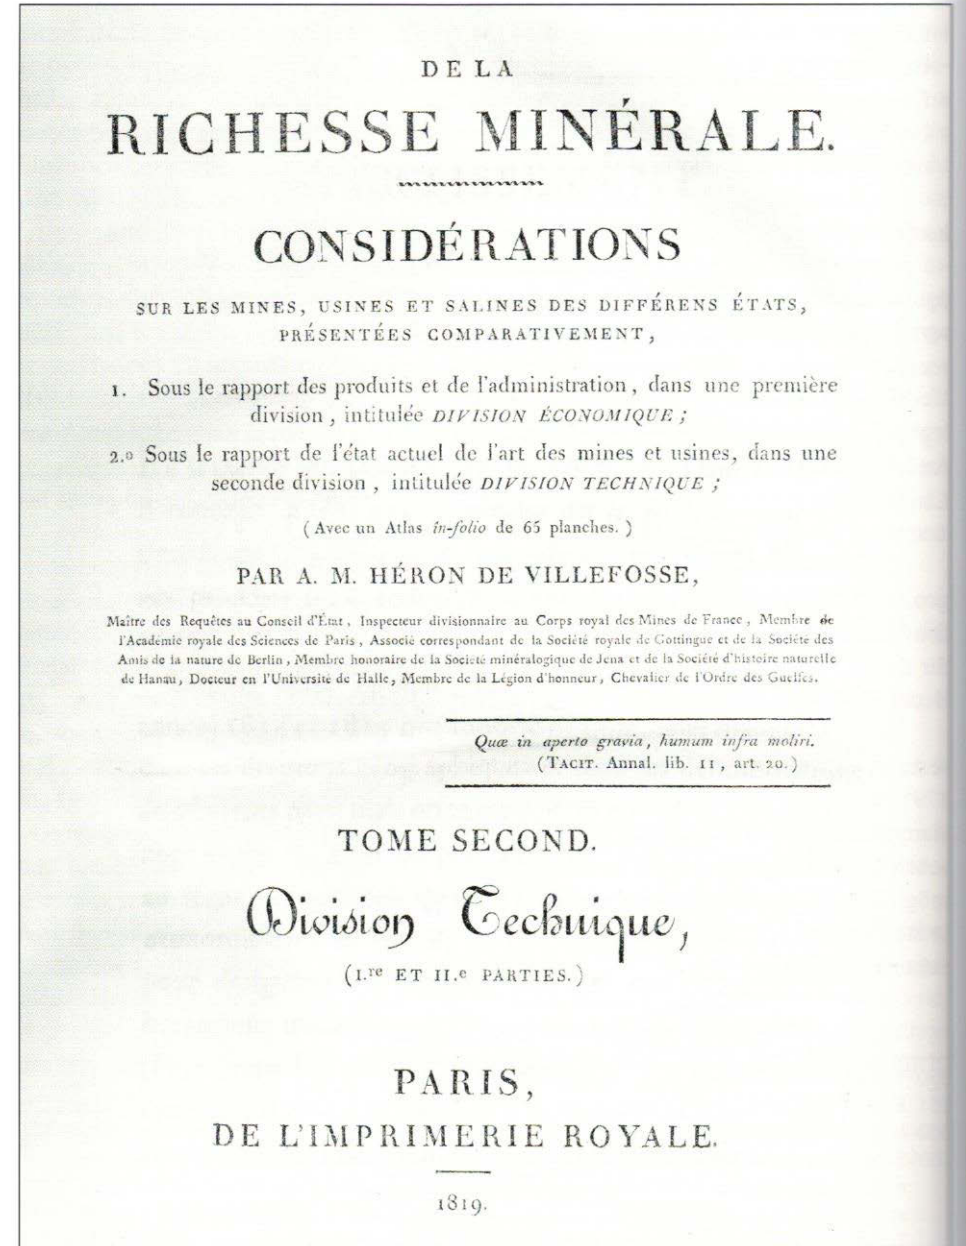 DE LA
RICHESSE MINÉRALE.
CONSIDÉRATIONS
SUR LES MINES, USINES ET SALINES DES DIFFÉRENS ÉTATS,
PRÉSENTÉES COMPARATIVEMENT,
1. Sous le rapport des produits et de l'administration, dans une première
division, intitulée DIVISION ÉCONOMIQUE;
2.º Sous le rapport de l'état actuel de l'art des mines et usines, dans une
seconde division, intitulée DIVISION TECHNIQUE;
(Avec un Atlas in-folio de 65 planches.)
PAR A. M. HÉRON DE VILLEFOSSE,
Maître des Requêtes au Conseil d'État, Inspecteur divisionnaire au Corps royal des Mines de France, Membre de
l'Académie royale des Sciences de Paris, Associé correspondant de la Société royale de Gottingue et de la Société des
Amis de la nature de Berlin, Membre honoraire de la Société minéralogique de Jena et de la Société d'histoire naturelle
de Hanau, Docteur en l'Université de Halle, Membre de la Légion d'honneur, Chevalier de l'Ordre des Guelfes.
Quæ in aperto gravia, humum infra moliri.
(TACIT. Annal. lib. 11, art. 20.)
TOME SECOND.
Division Technique,
(I.re ET II.e PARTIES.)
PARIS,
DE L'IMPRIMERIE ROYALE.
1819.